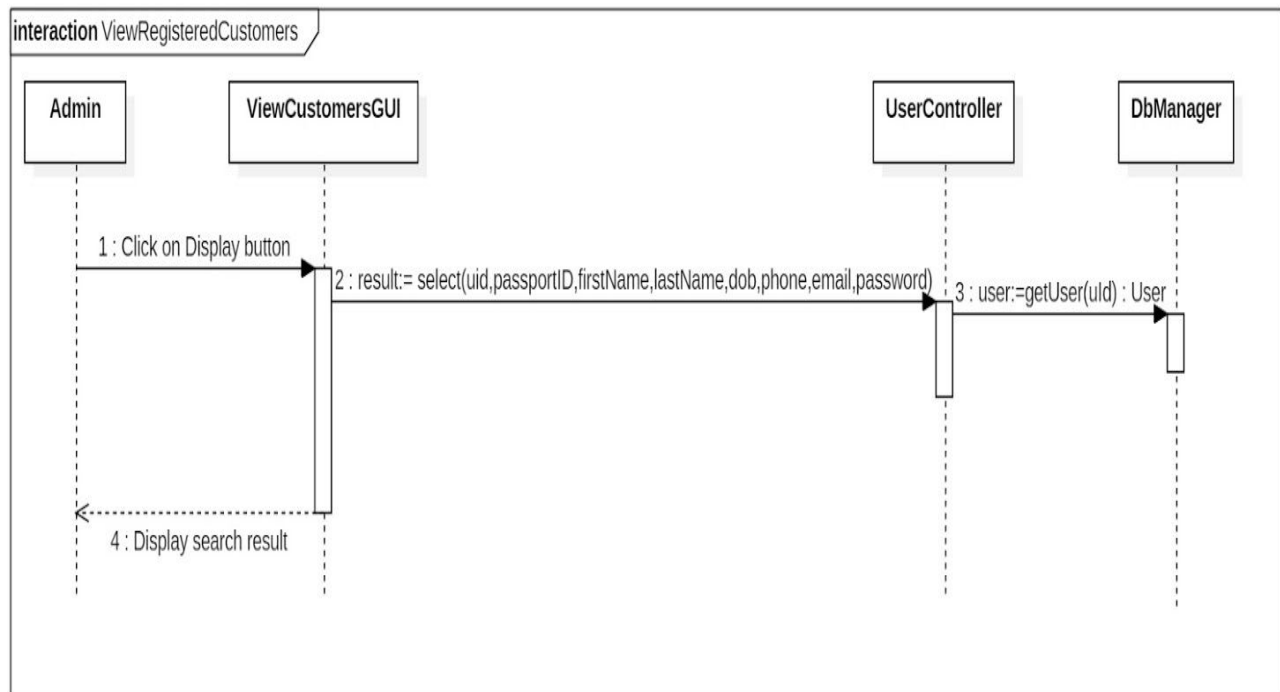 interaction ViewRegisteredCustomers
Admin
ViewCustomersGUI
UserController
DbManager
1 : Click on Display button
2 : result:= select(uid,passportID,firstName,lastName,dob,phone,email,password)
3 : user:=getUser(uId) : User
4 : Display search result